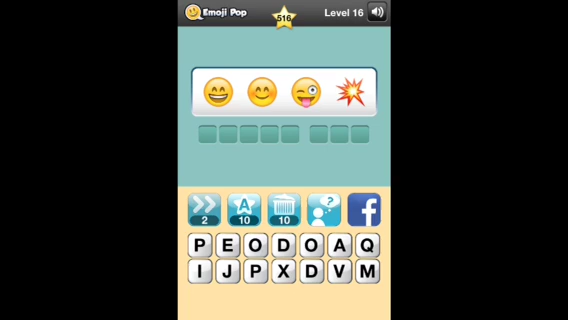 Emoji Pop
516
Level 16
2
A
10
10
?
f
P E O D O A Q
I J P X D V M